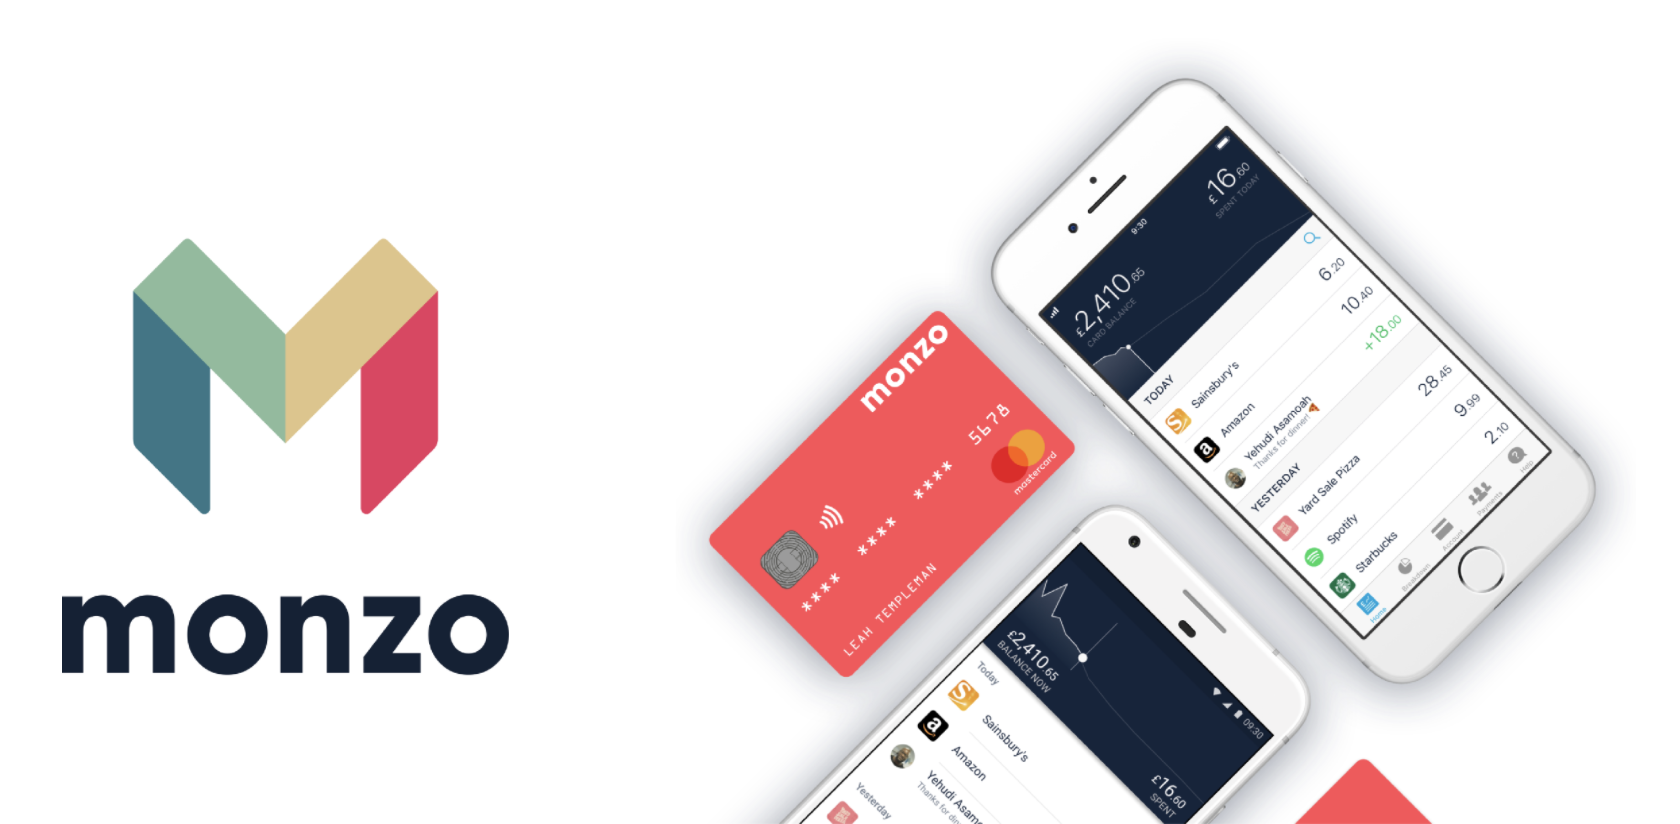 monzo
monzo
**** **** **** 5678
LEAH TEMPLEMAN
mastercard
9:30
£2,410.65
CARD BALANCE
£16.60
SPENT TODAY
TODAY
Sainsbury's 6.20
Amazon 10.40
Yehudi Asamoah +18.00
Thanks for dinner!
YESTERDAY
Yard Sale Pizza 28.45
Spotify 9.99
Starbucks 2.10
Home
Breakdown
Account
Payments
Help
09:30
£2,410.65
BALANCE NOW
£16.60
SPENT
Today
Sainsbury's
Amazon
Yehudi Asam
Thanks for din
Yesterday